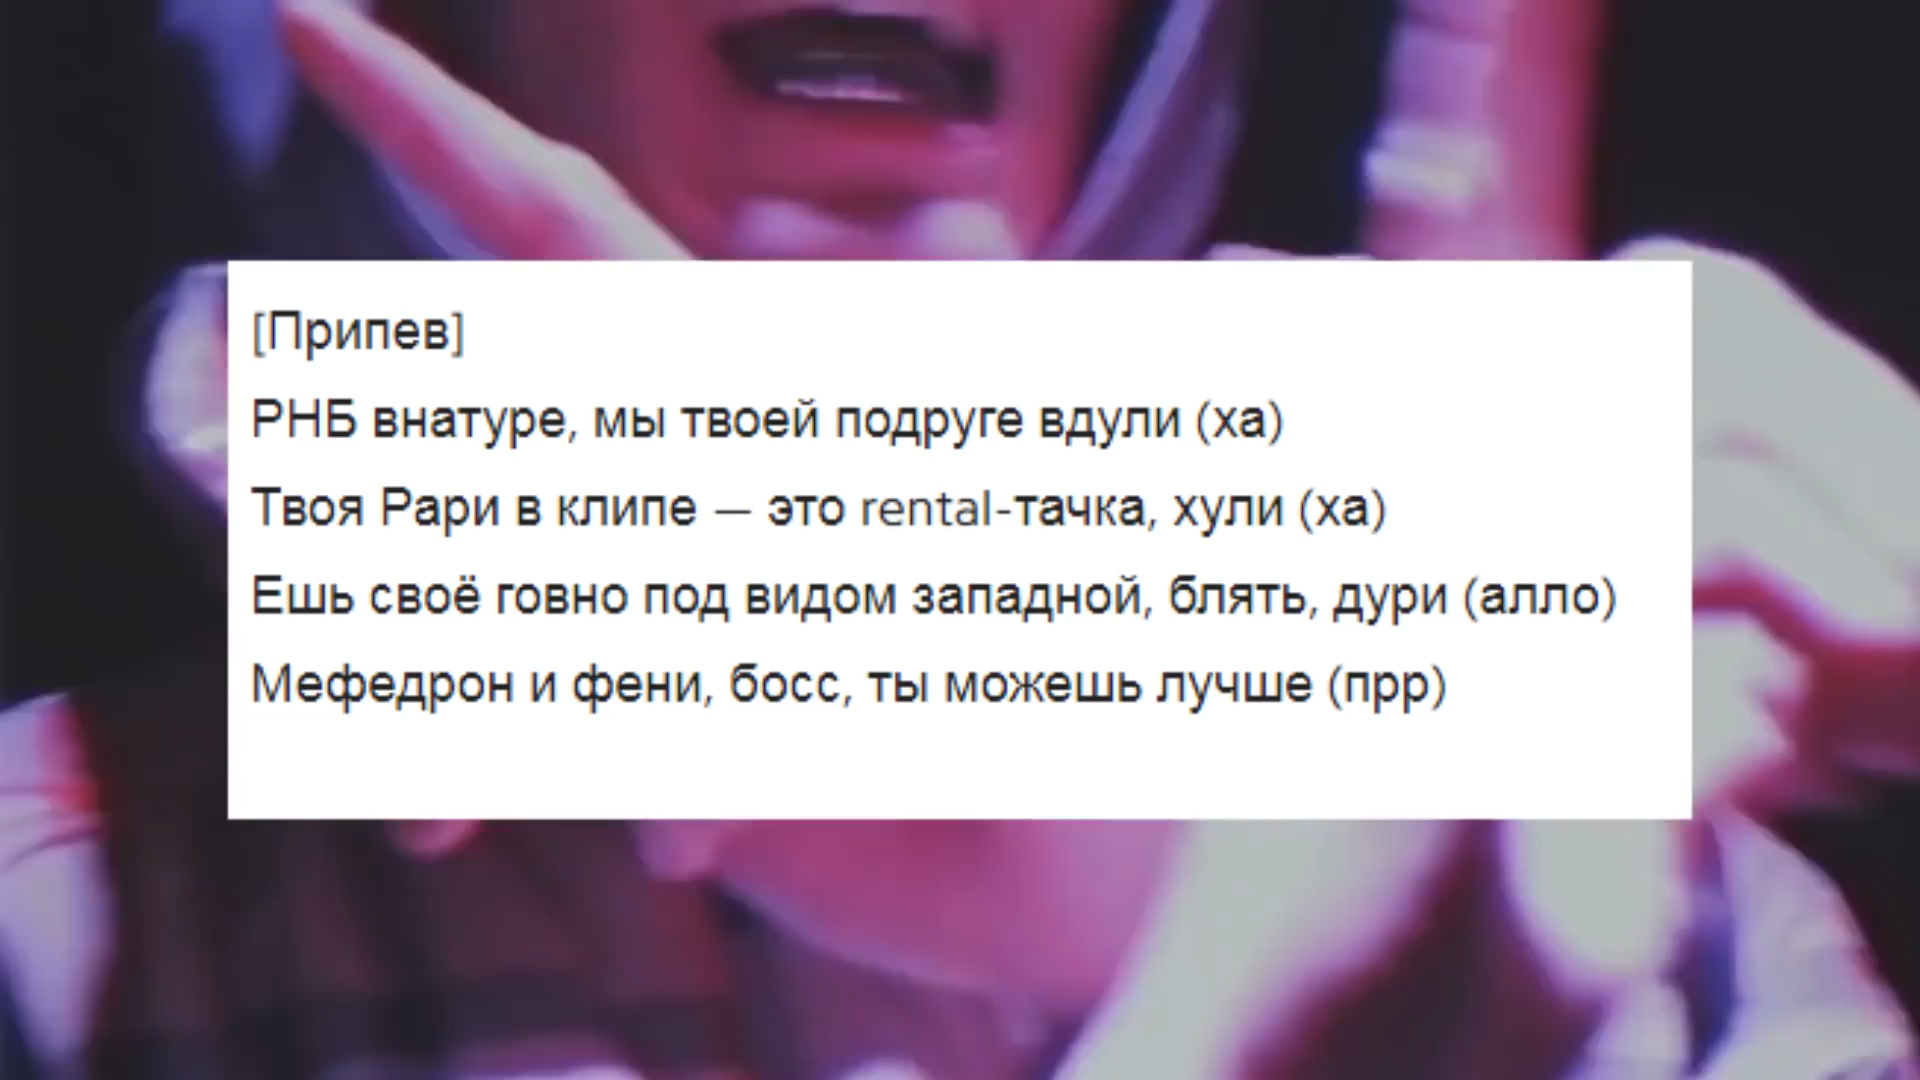 [Припев]
РНБ внатуре, мы твоей подруге вдули (ха)
Твоя Рари в клипе — это rental-тачка, хули (ха)
Ешь своё говно под видом западной, блять, дури (алло)
Мефедрон и фени, босс, ты можешь лучше (прр)